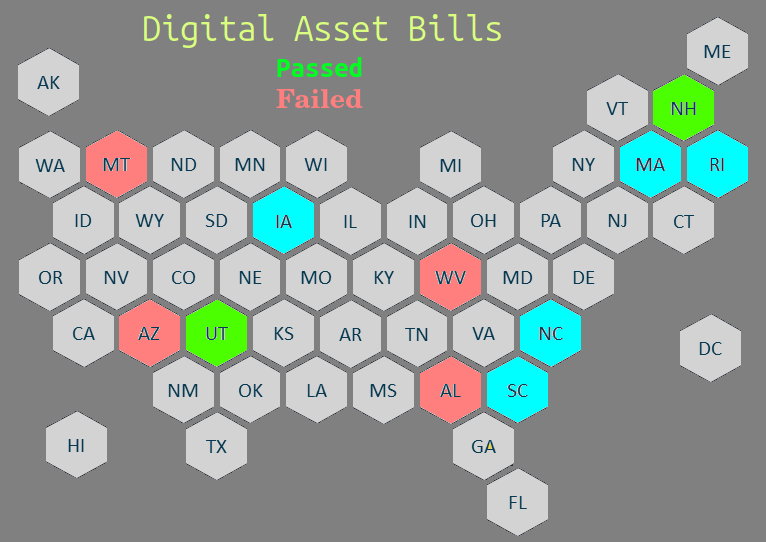 Digital Asset Bills
ME
Passed
AK
Failed
VT NH
WA MT ND MN WI MI NY MA RI
ID WY SD IA IL IN OH PA NJ CT
OR NV CO NE MO KY WV MD DE
CA AZ UT KS AR TN VA NC
DC
NM OK LA MS AL SC
HI TX GA
FL